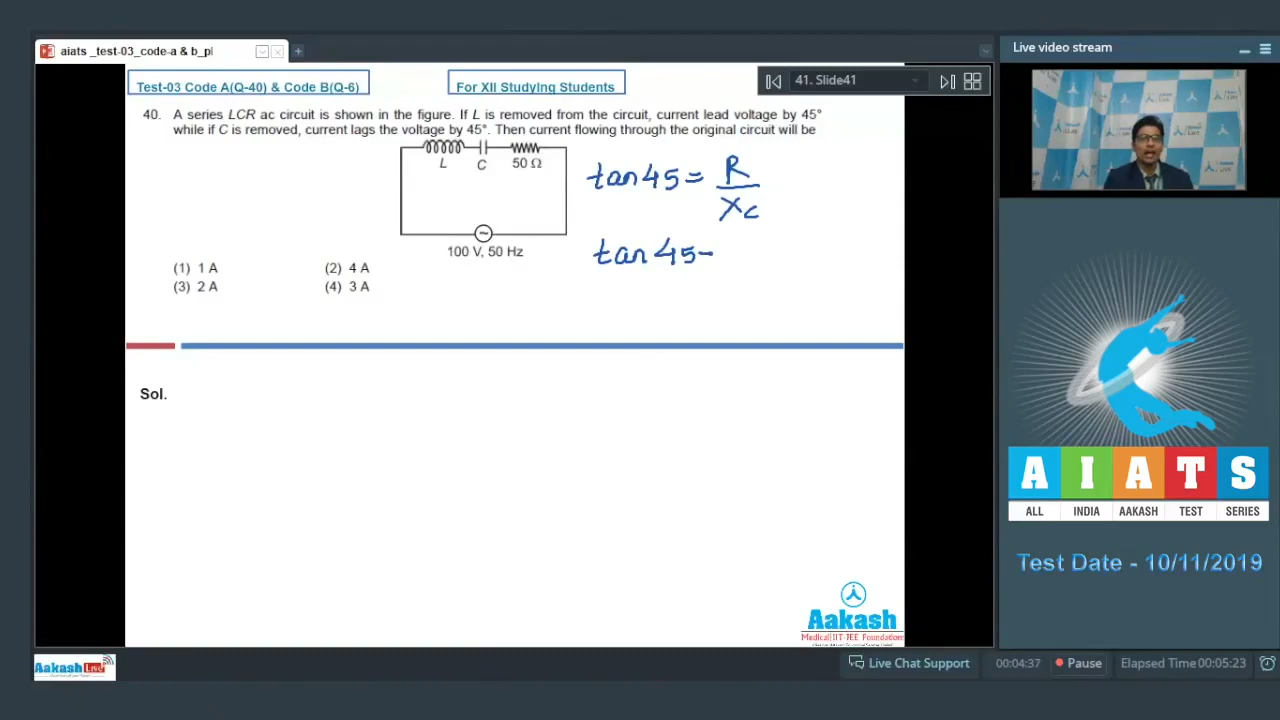 aiats _test-03_code-a & b_pl
Live video stream
41. Slide41
Test-03 Code A(Q-40) & Code B(Q-6)
For XII Studying Students
40. A series LCR ac circuit is shown in the figure. If L is removed from the circuit, current lead voltage by 45°
while if C is removed, current lags the voltage by 45°. Then current flowing through the original circuit will be
L C 50 Ω
100 V, 50 Hz
tan 45 = R
Xc
tan 45 -
(1) 1 A (2) 4 A
(3) 2 A (4) 3 A
Sol.
A I A T S
ALL INDIA AAKASH TEST SERIES
Test Date - 10/11/2019
Aakash
Medical|IIT-JEE|Foundations
Aakash Live
Live Chat Support
00:04:37
Pause
Elapsed Time 00:05:23